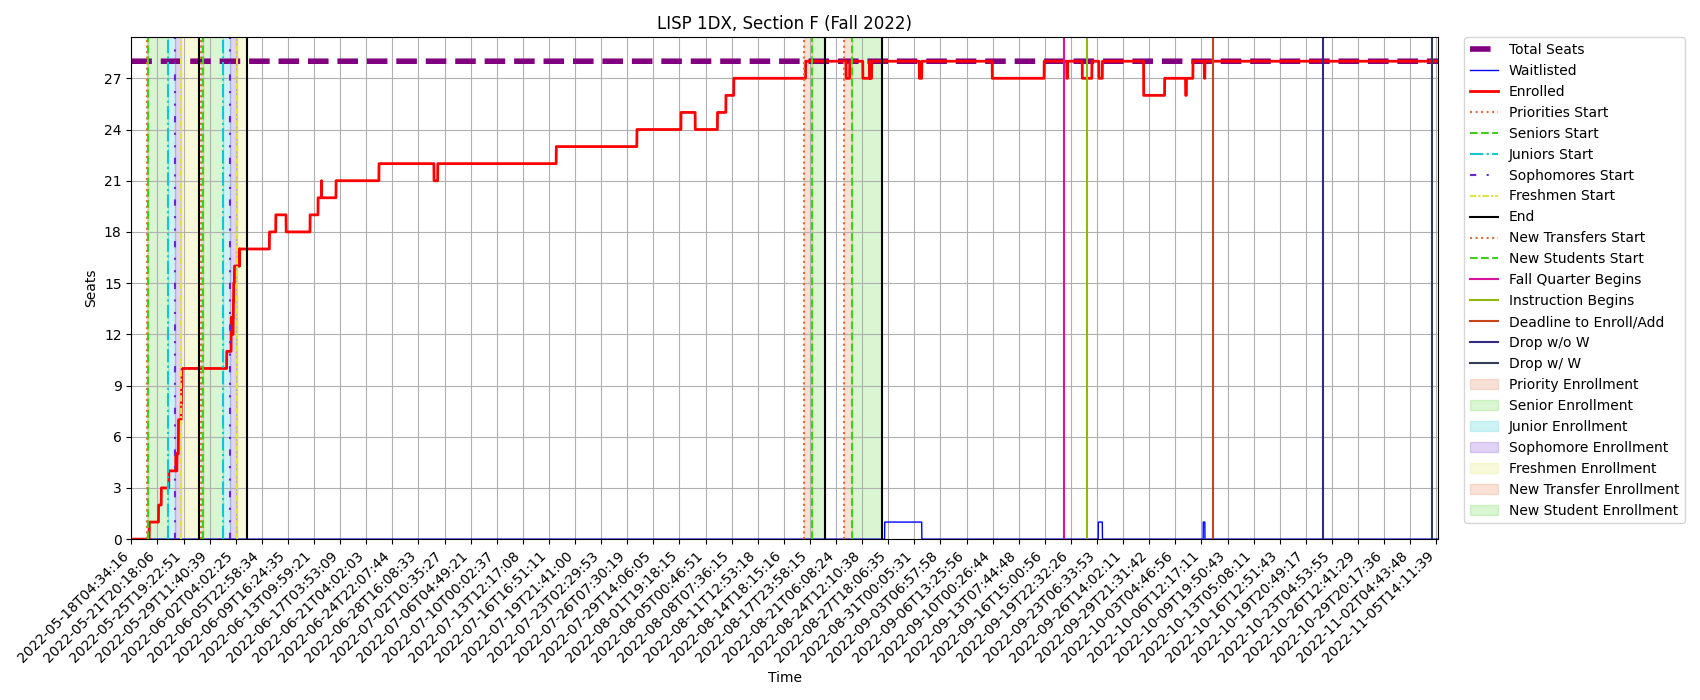 LISP 1DX, Section F (Fall 2022)
Seats
27
24
21
18
15
12
9
6
3
0
2022-05-18T04:34:16
2022-05-21T20:18:06
2022-05-25T19:22:51
2022-05-29T11:40:39
2022-06-02T04:02:25
2022-06-05T22:58:34
2022-06-09T16:24:35
2022-06-13T09:59:21
2022-06-17T03:53:09
2022-06-21T04:02:03
2022-06-24T22:07:44
2022-06-28T16:08:33
2022-07-02T10:35:27
2022-07-06T04:49:21
2022-07-10T00:02:37
2022-07-13T12:17:08
2022-07-16T16:51:11
2022-07-19T21:41:00
2022-07-23T02:29:53
2022-07-26T07:30:19
2022-07-29T14:06:05
2022-08-01T19:18:15
2022-08-05T00:46:51
2022-08-08T07:36:15
2022-08-11T12:53:18
2022-08-14T18:15:16
2022-08-17T23:58:15
2022-08-21T06:08:24
2022-08-24T12:10:38
2022-08-27T18:06:35
2022-08-31T00:05:31
2022-09-03T06:57:58
2022-09-06T13:25:56
2022-09-10T00:26:44
2022-09-13T07:44:48
2022-09-16T15:00:56
2022-09-19T22:32:26
2022-09-23T06:33:53
2022-09-26T14:02:11
2022-09-29T21:31:42
2022-10-03T04:46:56
2022-10-06T12:17:11
2022-10-09T19:50:43
2022-10-13T05:08:11
2022-10-16T12:51:43
2022-10-19T20:49:17
2022-10-23T04:53:55
2022-10-26T12:41:29
2022-10-29T20:17:36
2022-11-02T04:43:48
2022-11-05T14:11:39
Time
Total Seats
Waitlisted
Enrolled
Priorities Start
Seniors Start
Juniors Start
Sophomores Start
Freshmen Start
End
New Transfers Start
New Students Start
Fall Quarter Begins
Instruction Begins
Deadline to Enroll/Add
Drop w/o W
Drop w/ W
Priority Enrollment
Senior Enrollment
Junior Enrollment
Sophomore Enrollment
Freshmen Enrollment
New Transfer Enrollment
New Student Enrollment